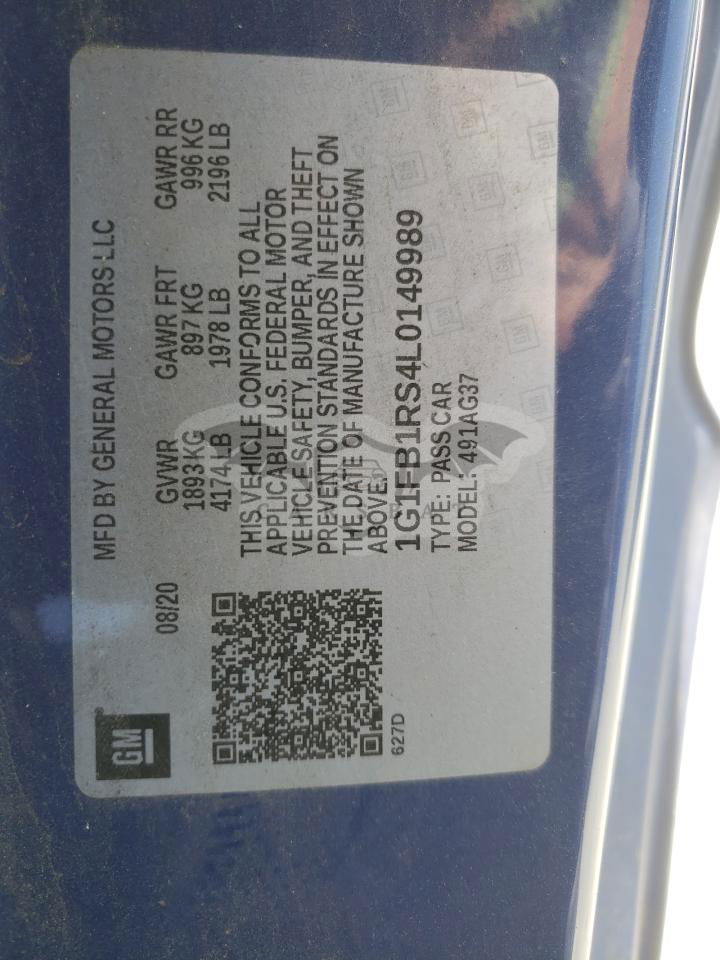 GM
MFD BY GENERAL MOTORS LLC
08/20 GVWR GAWR FRT GAWR RR
1893 KG 897 KG 996 KG
4174 LB 1978 LB 2196 LB
THIS VEHICLE CONFORMS TO ALL
APPLICABLE U.S. FEDERAL MOTOR
VEHICLE SAFETY, BUMPER, AND THEFT
PREVENTION STANDARDS IN EFFECT ON
THE DATE OF MANUFACTURE SHOWN
ABOVE.
1G1FB1RS4L0149989
TYPE: PASS CAR
MODEL: 491AG37
627D